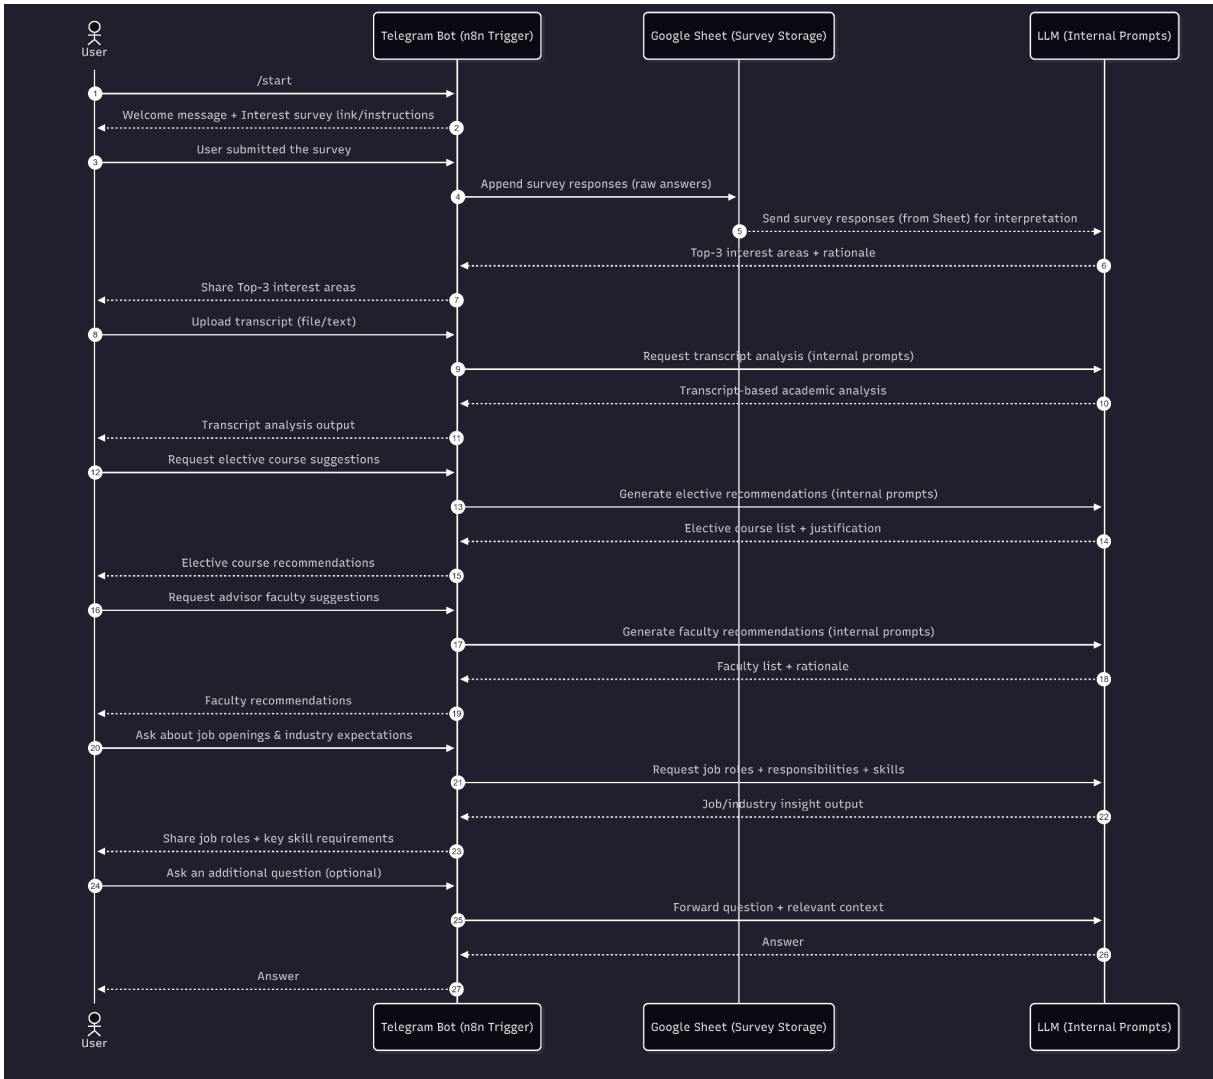 User
Telegram Bot (n8n Trigger)
Google Sheet (Survey Storage)
LLM (Internal Prompts)
/start
1
Welcome message + Interest survey link/instructions
2
User submitted the survey
3
Append survey responses (raw answers)
4
Send survey responses (from Sheet) for interpretation
5
Top-3 interest areas + rationale
6
Share Top-3 interest areas
7
Upload transcript (file/text)
8
Request transcript analysis (internal prompts)
9
Transcript-based academic analysis
10
Transcript analysis output
11
Request elective course suggestions
12
Generate elective recommendations (internal prompts)
13
Elective course list + justification
14
Elective course recommendations
15
Request advisor faculty suggestions
16
Generate faculty recommendations (internal prompts)
17
Faculty list + rationale
18
Faculty recommendations
19
Ask about job openings & industry expectations
20
Request job roles + responsibilities + skills
21
Job/industry insight output
22
Share job roles + key skill requirements
23
Ask an additional question (optional)
24
Forward question + relevant context
25
Answer
26
Answer
27
User
Telegram Bot (n8n Trigger)
Google Sheet (Survey Storage)
LLM (Internal Prompts)